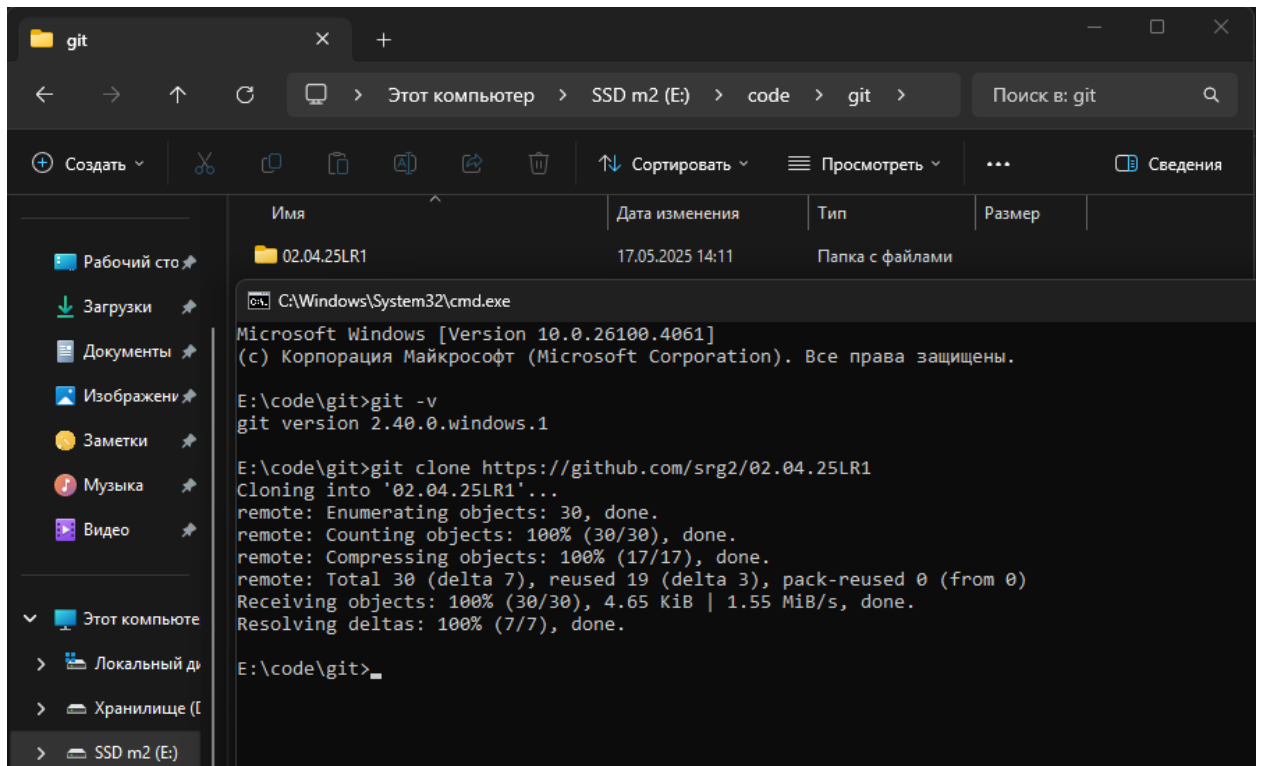 git
Этот компьютер > SSD m2 (E:) > code > git >
Поиск в: git
Создать
Сортировать
Просмотреть
Сведения
Имя
Дата изменения
Тип
Размер
02.04.25LR1
17.05.2025 14:11
Папка с файлами
Рабочий сто
Загрузки
Документы
Изображени
Заметки
Музыка
Видео
Этот компьюте
Локальный ди
Хранилище (D
SSD m2 (E:)
C:\Windows\System32\cmd.exe
Microsoft Windows [Version 10.0.26100.4061]
(c) Корпорация Майкрософт (Microsoft Corporation). Все права защищены.
E:\code\git>git -v
git version 2.40.0.windows.1
E:\code\git>git clone https://github.com/srg2/02.04.25LR1
Cloning into '02.04.25LR1'...
remote: Enumerating objects: 30, done.
remote: Counting objects: 100% (30/30), done.
remote: Compressing objects: 100% (17/17), done.
remote: Total 30 (delta 7), reused 19 (delta 3), pack-reused 0 (from 0)
Receiving objects: 100% (30/30), 4.65 KiB | 1.55 MiB/s, done.
Resolving deltas: 100% (7/7), done.
E:\code\git>